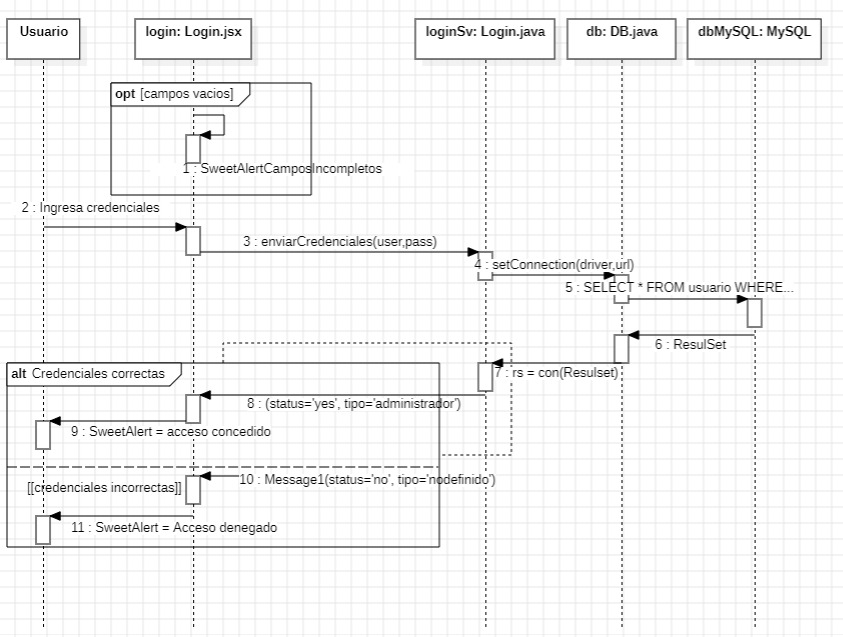 Usuario
login: Login.jsx
loginSv: Login.java
db: DB.java
dbMySQL: MySQL
opt [campos vacios]
1 : SweetAlertCamposIncompletos
2 : Ingresa credenciales
3 : enviarCredenciales(user,pass)
4 : setConnection(driver,url)
5 : SELECT * FROM usuario WHERE...
6 : ResulSet
7 : rs = con(Resulset)
alt Credenciales correctas
8 : (status='yes', tipo='administrador')
9 : SweetAlert = acceso concedido
10 : Message1(status='no', tipo='nodefinido')
[[credenciales incorrectas]]
11 : SweetAlert = Acceso denegado